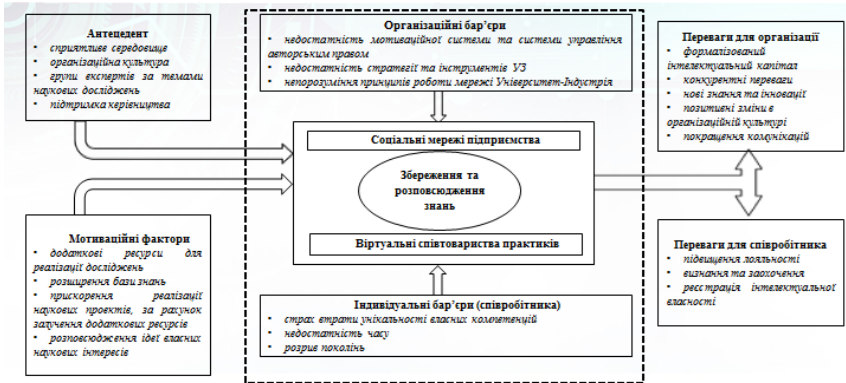 Антецедент
• сприятливе середовище
• організаційна культура
• групи експертів за темами
наукових досліджень
• підтримка керівництва
Мотиваційні фактори
• додаткові ресурси для
реалізації досліджень
• розширення бази знань
• прискорення реалізації
наукових проектів, за рахунок
залучення додаткових ресурсів
• розповсюдження ідеї власних
наукових інтересів
Організаційні бар’єри
• недостатність мотиваційної системи та системи управління
авторським правом
• недостатність стратегії та інструментів УЗ
• непорозуміння принципів роботи мережі Університет-Індустрія
Соціальні мережі підприємства
Збереження та
розповсюдження
знань
Віртуальні співтовариства практиків
Індивідуальні бар’єри (співробітника)
• страх втрати унікальності власних компетенцій
• недостатність часу
• розрив поколінь
Переваги для організації
• формалізований
інтелектуальний капітал
• конкурентні переваги
• нові знання та інновації
• позитивні зміни в
організаційній культурі
• покращення комунікацій
Переваги для співробітника
• підвищення лояльності
• визнання та заохочення
• реєстрація інтелектуальної
власності